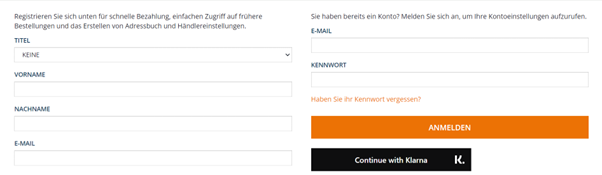 Registrieren Sie sich unten für schnelle Bezahlung, einfachen Zugriff auf frühere
Bestellungen und das Erstellen von Adressbuch und Händlereinstellungen.
TITEL
KEINE
VORNAME
NACHNAME
E-MAIL
Sie haben bereits ein Konto? Melden Sie sich an, um Ihre Kontoeinstellungen aufzurufen.
E-MAIL
KENNWORT
Haben Sie ihr Kennwort vergessen?
ANMELDEN
Continue with Klarna K.